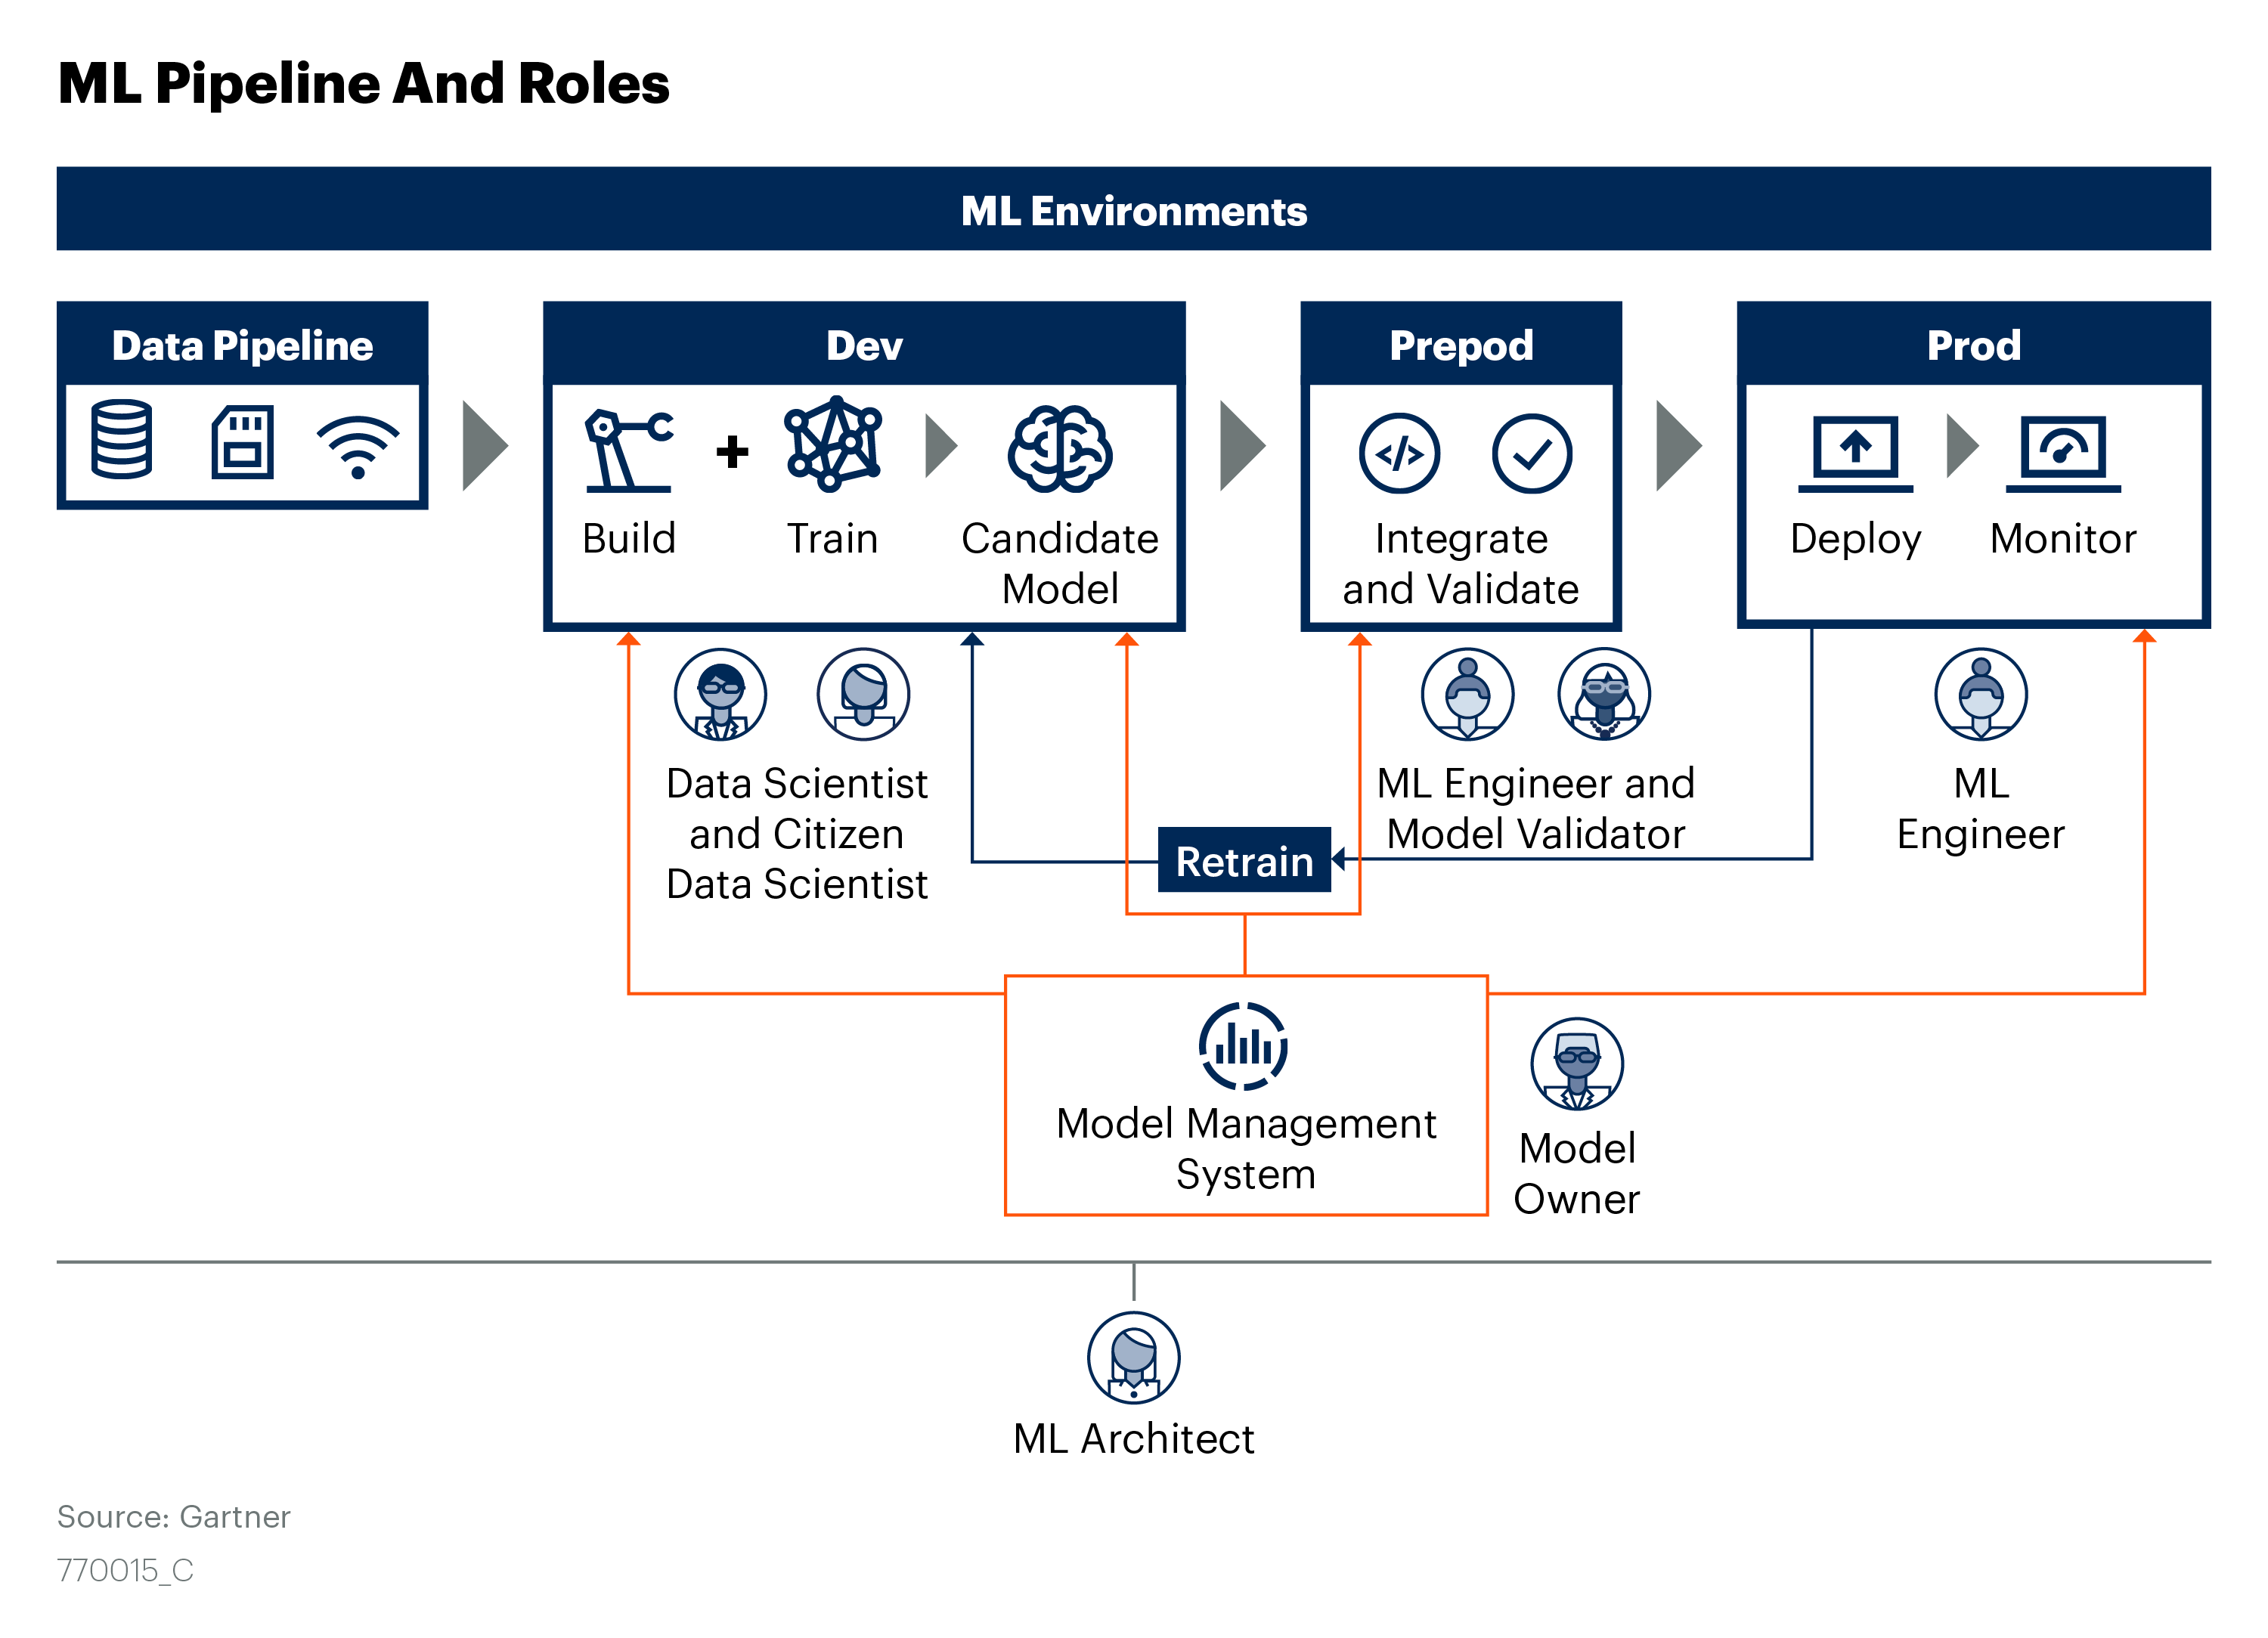 ML Pipeline And Roles
ML Environments
Data Pipeline
Dev
Prepod
Prod
Build
+
Train
Candidate
Model
</>
Integrate
and Validate
Deploy
Monitor
Data Scientist
and Citizen
Data Scientist
ML Engineer and
Model Validator
ML
Engineer
Retrain
Model Management
System
Model
Owner
ML Architect
Source: Gartner
770015_C